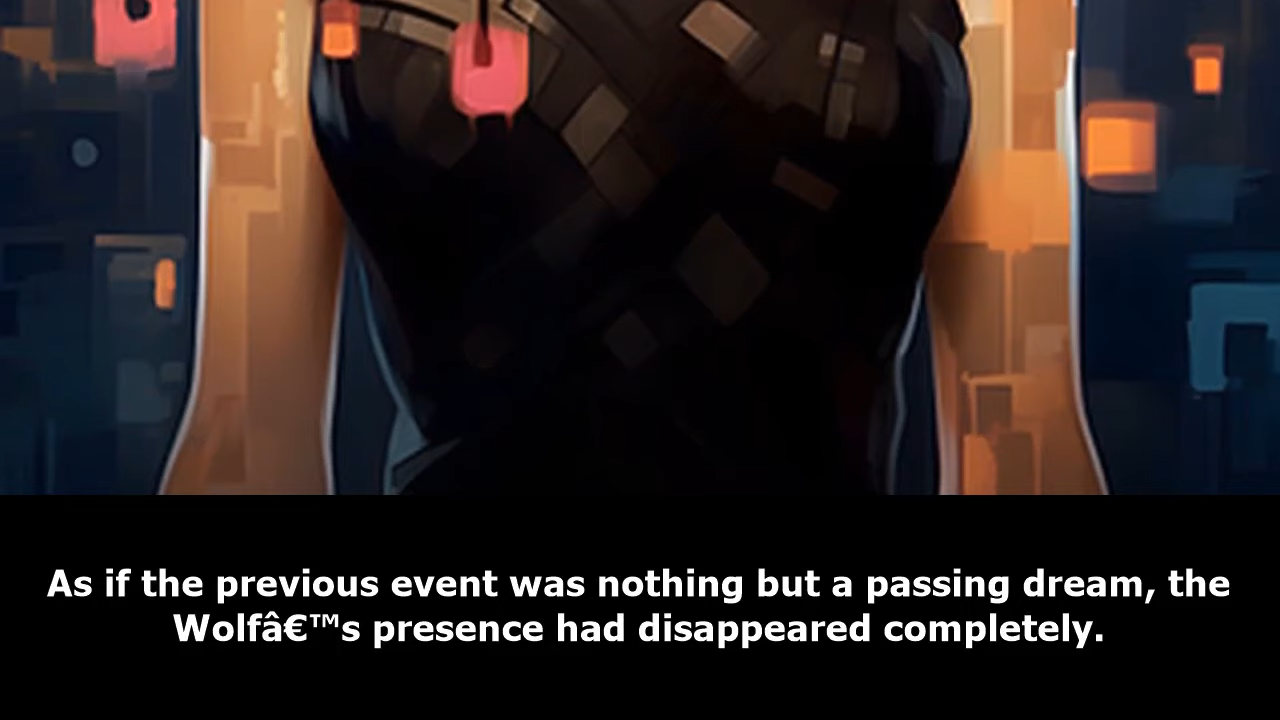 As if the previous event was nothing but a passing dream, the
Wolfâ€™s presence had disappeared completely.